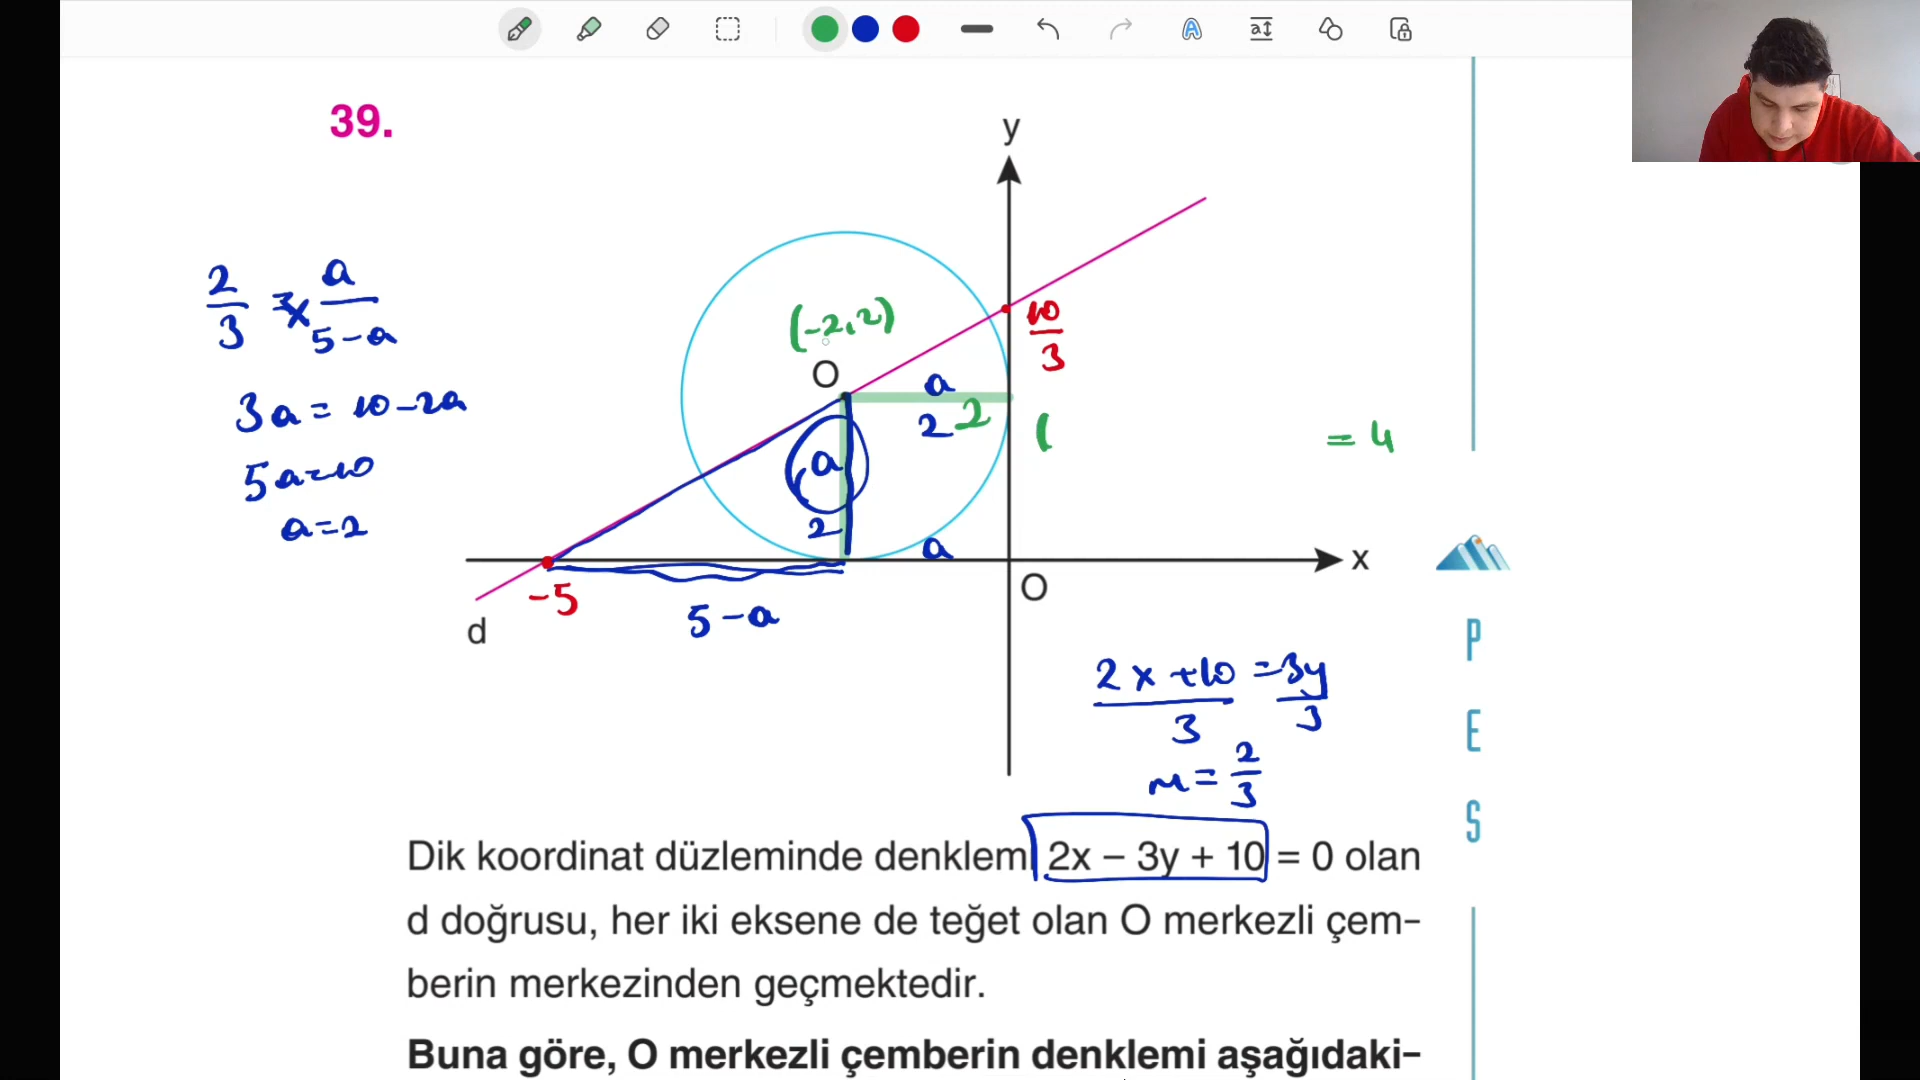 39.
y
2/3 = a/5-a
3a = 10-2a
5a=10
a=2
(-2,2)
O
10/3
a
2 2
(
= 4
a
2
a
x
-5
O
5-a
d
2x+10/3 = 3y/3
m = 2/3
P
E
S
Dik koordinat düzleminde denklemi 2x – 3y + 10 = 0 olan
d doğrusu, her iki eksene de teğet olan O merkezli çem-
berin merkezinden geçmektedir.
Buna göre, O merkezli çemberin denklemi aşağıdaki-